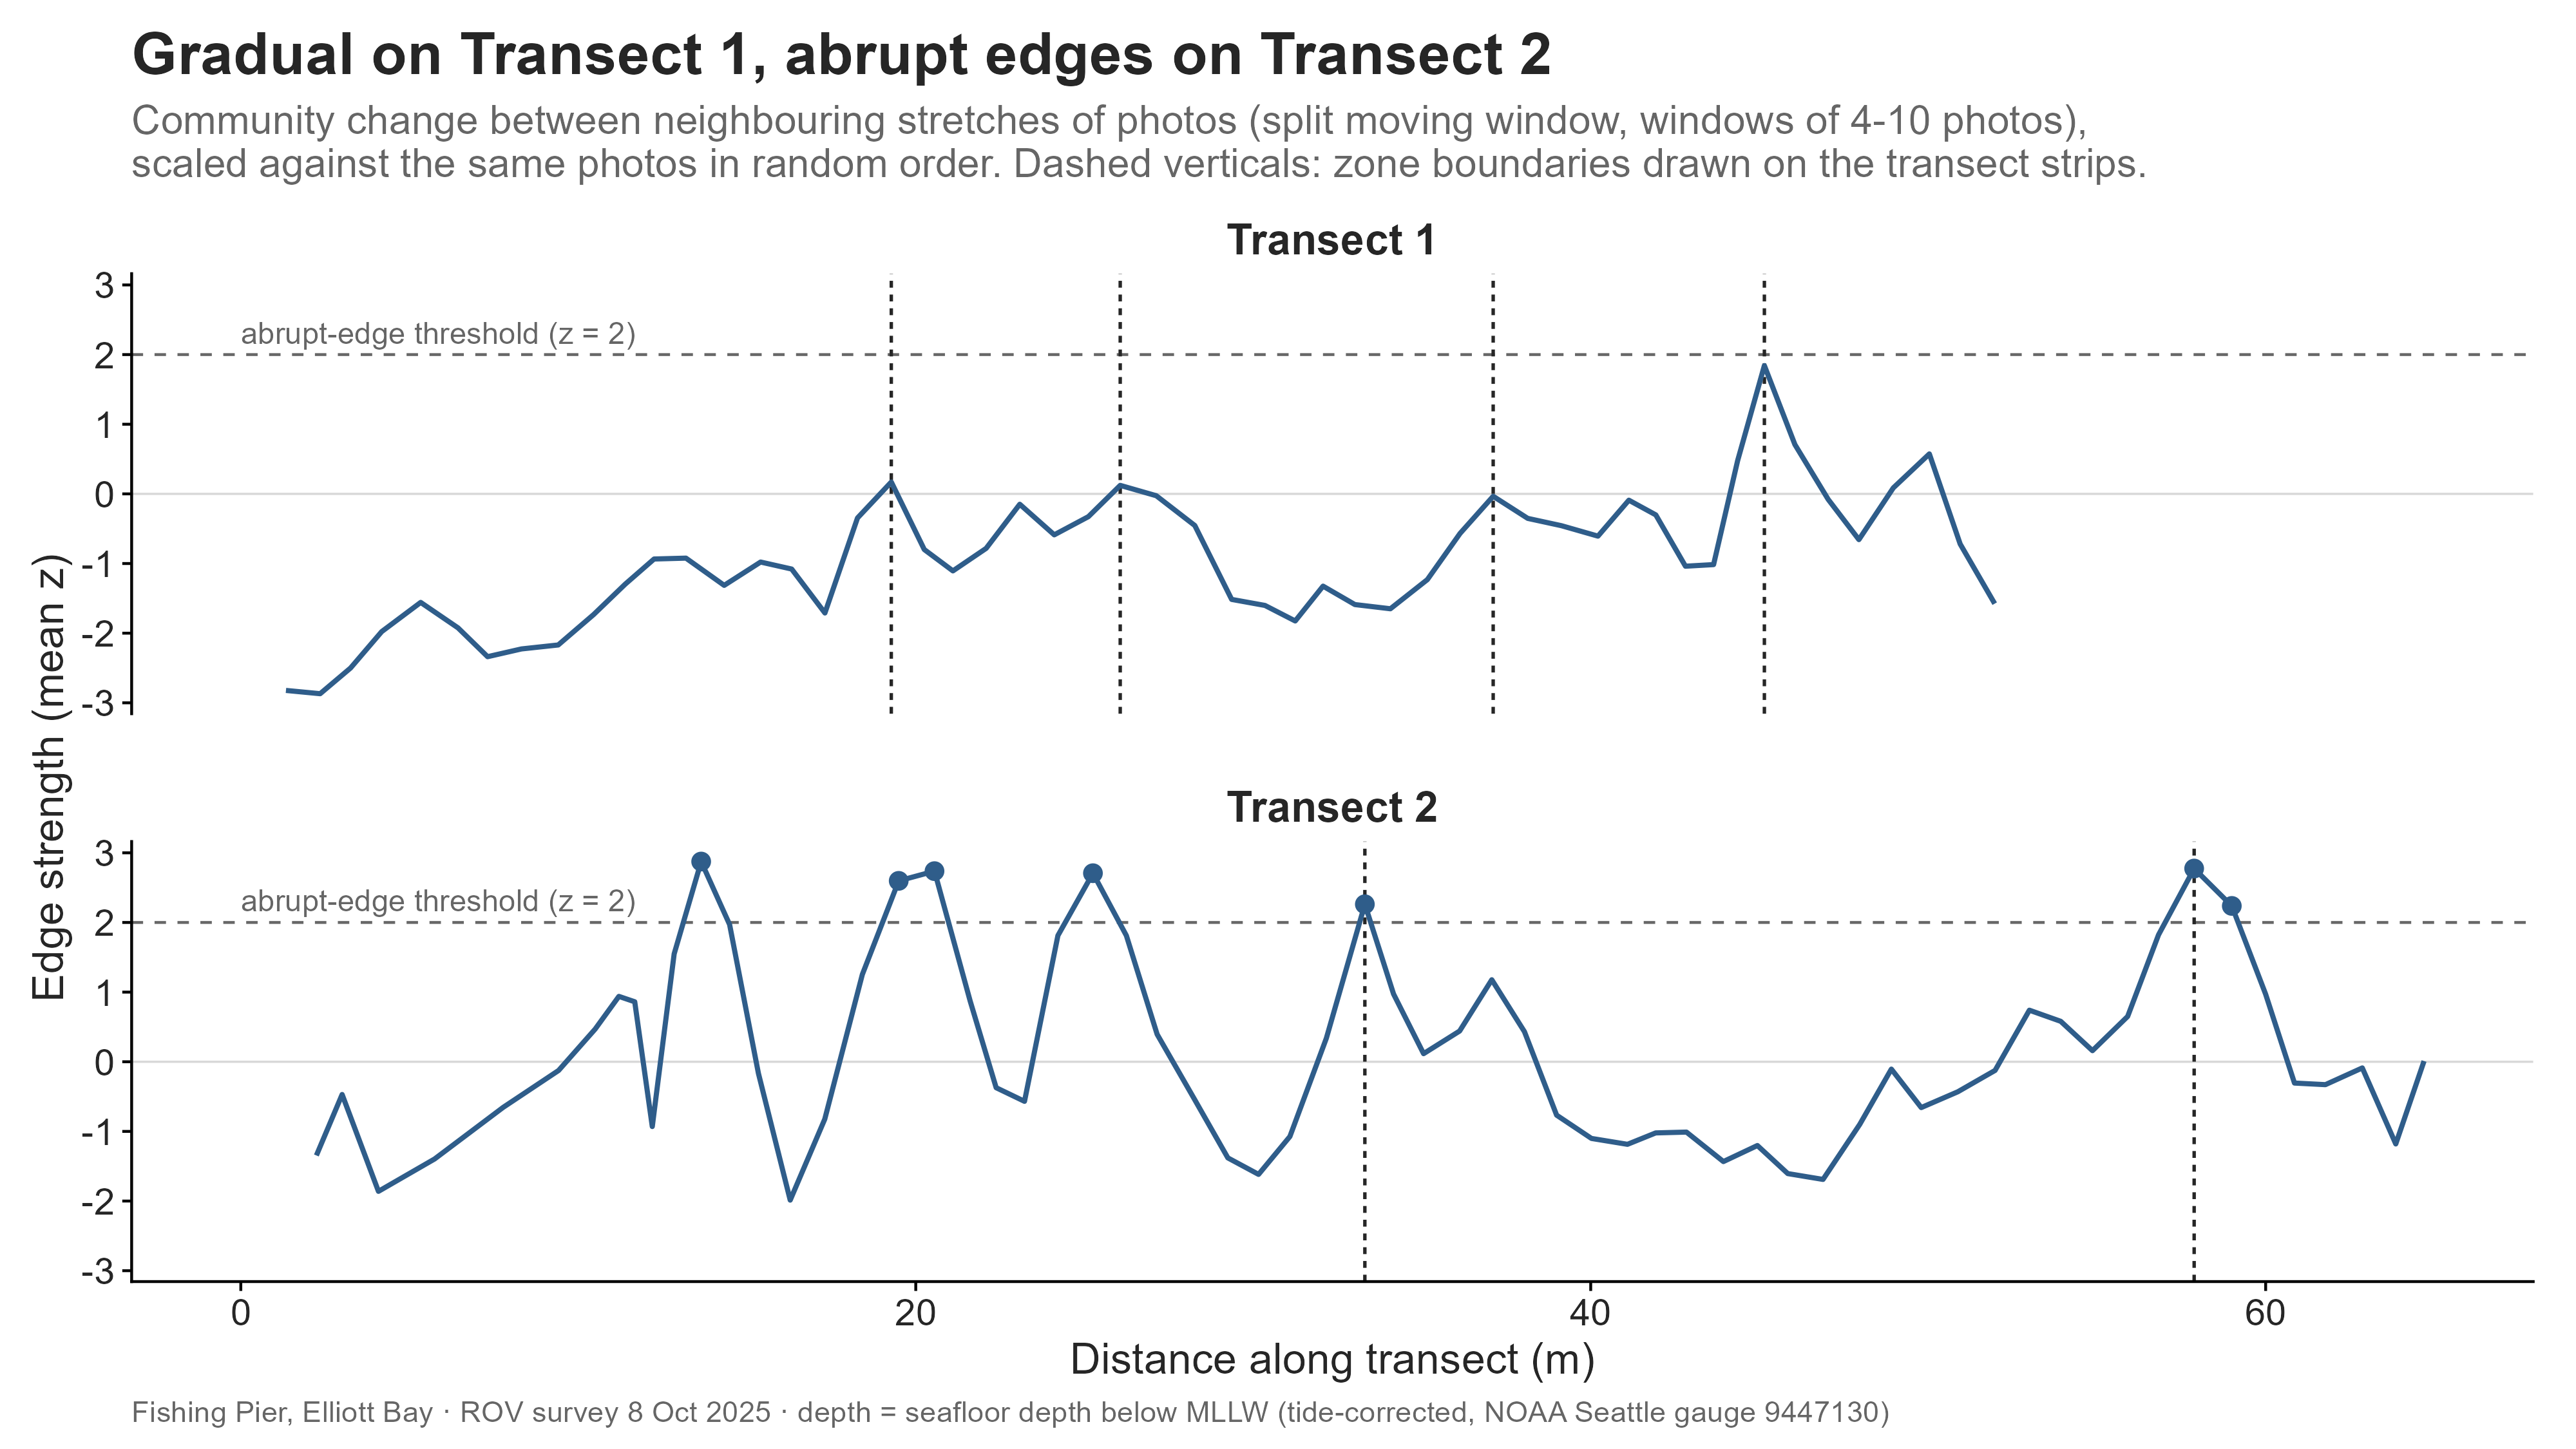 Gradual on Transect 1, abrupt edges on Transect 2
Community change between neighbouring stretches of photos (split moving window, windows of 4-10 photos),
scaled against the same photos in random order. Dashed verticals: zone boundaries drawn on the transect strips.
Transect 1
3
abrupt-edge threshold (z = 2)
2
1
0
-1
-2
-3
Edge strength (mean z)
Transect 2
3
abrupt-edge threshold (z = 2)
2
1
0
-1
-2
-3
0 20 40 60
Distance along transect (m)
Fishing Pier, Elliott Bay · ROV survey 8 Oct 2025 · depth = seafloor depth below MLLW (tide-corrected, NOAA Seattle gauge 9447130)